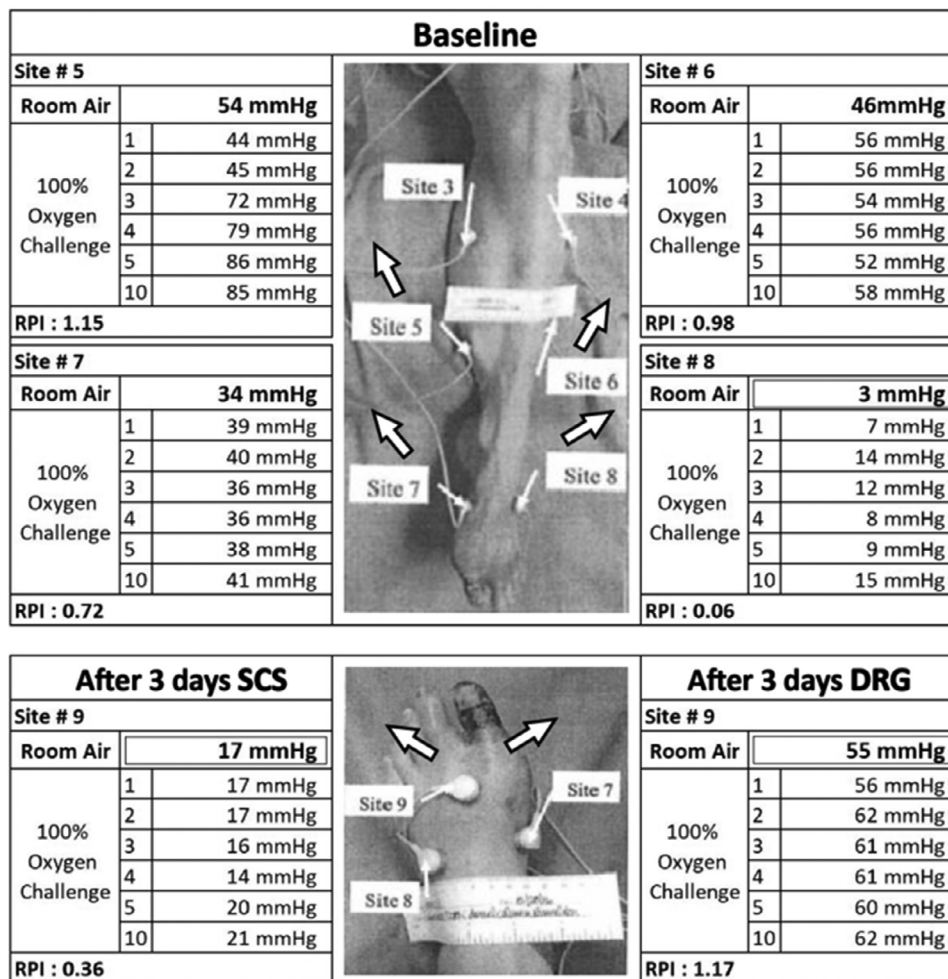 Baseline
Site # 5
Room Air 54 mmHg
100% Oxygen Challenge
1 44 mmHg
2 45 mmHg
3 72 mmHg
4 79 mmHg
5 86 mmHg
10 85 mmHg
RPI : 1.15
Site # 7
Room Air 34 mmHg
100% Oxygen Challenge
1 39 mmHg
2 40 mmHg
3 36 mmHg
4 36 mmHg
5 38 mmHg
10 41 mmHg
RPI : 0.72
Site 3
Site 4
Site 5
Site 6
Site 7
Site 8
Site # 6
Room Air 46mmHg
100% Oxygen Challenge
1 56 mmHg
2 56 mmHg
3 54 mmHg
4 56 mmHg
5 52 mmHg
10 58 mmHg
RPI : 0.98
Site # 8
Room Air 3 mmHg
100% Oxygen Challenge
1 7 mmHg
2 14 mmHg
3 12 mmHg
4 8 mmHg
5 9 mmHg
10 15 mmHg
RPI : 0.06
After 3 days SCS
Site # 9
Room Air 17 mmHg
100% Oxygen Challenge
1 17 mmHg
2 17 mmHg
3 16 mmHg
4 14 mmHg
5 20 mmHg
10 21 mmHg
RPI : 0.36
Site 9
Site 7
Site 8
After 3 days DRG
Site # 9
Room Air 55 mmHg
100% Oxygen Challenge
1 56 mmHg
2 62 mmHg
3 61 mmHg
4 61 mmHg
5 60 mmHg
10 62 mmHg
RPI : 1.17